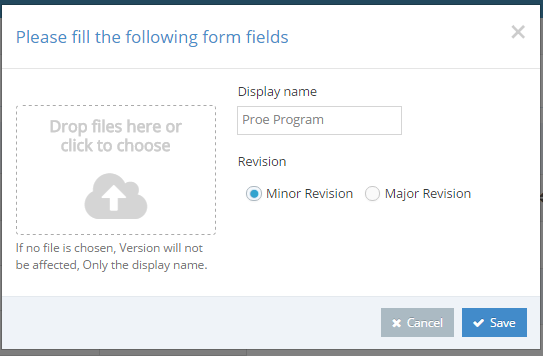 Please fill the following form fields
Drop files here or
click to choose
If no file is chosen, Version will not
be affected, Only the display name.
Display name
Proe Program
Revision
Minor Revision
Major Revision
Cancel
Save